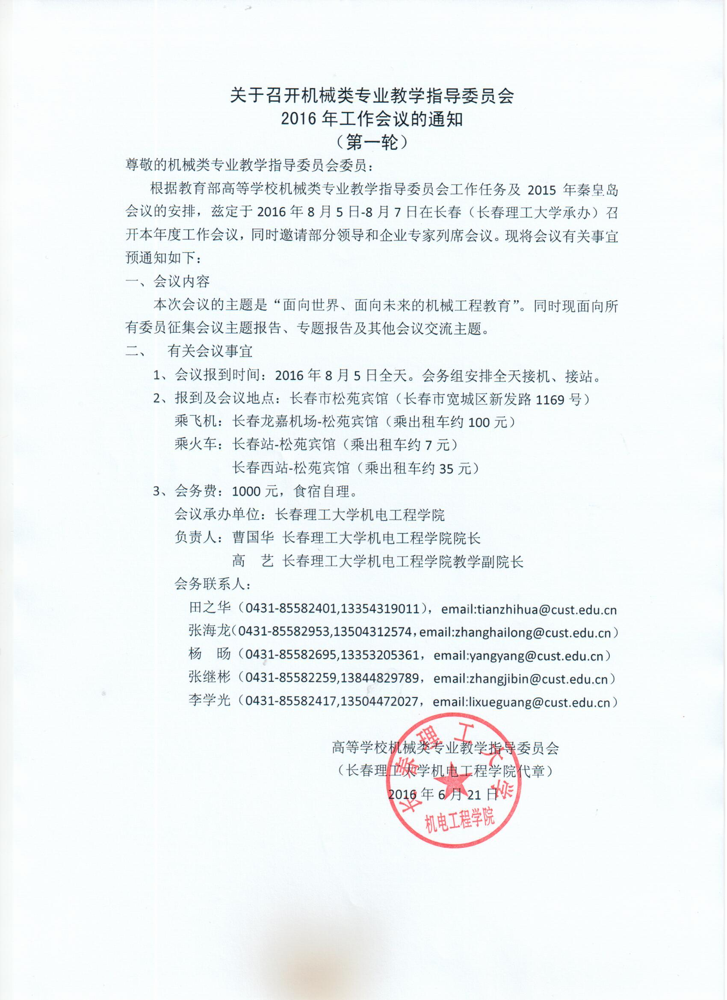 关于召开机械类专业教学指导委员会
2016 年工作会议的通知
（第一轮）
尊敬的机械类专业教学指导委员会委员：
根据教育部高等学校机械类专业教学指导委员会工作任务及 2015 年秦皇岛
会议的安排，兹定于 2016 年 8 月 5 日-8 月 7 日在长春（长春理工大学承办）召
开本年度工作会议，同时邀请部分领导和企业专家列席会议。现将会议有关事宜
预通知如下：
一、会议内容
本次会议的主题是“面向世界、面向未来的机械工程教育”。同时现面向所
有委员征集会议主题报告、专题报告及其他会议交流主题。
二、 有关会议事宜
1、会议报到时间：2016 年 8 月 5 日全天。会务组安排全天接机、接站。
2、报到及会议地点：长春市松苑宾馆（长春市宽城区新发路 1169 号）
乘飞机：长春龙嘉机场-松苑宾馆（乘出租车约 100 元）
乘火车：长春站-松苑宾馆（乘出租车约 7 元）
长春西站-松苑宾馆（乘出租车约 35 元）
3、会务费：1000 元，食宿自理。
会议承办单位：长春理工大学机电工程学院
负责人：曹国华 长春理工大学机电工程学院院长
高 艺 长春理工大学机电工程学院教学副院长
会务联系人：
田之华（0431-85582401,13354319011），email:tianzhihua@cust.edu.cn
张海龙（0431-85582953,13504312574，email:zhanghailong@cust.edu.cn）
杨 旸（0431-85582695,13353205361，email:yangyang@cust.edu.cn）
张继彬（0431-85582259,13844829789，email:zhangjibin@cust.edu.cn）
李学光（0431-85582417,13504472027，email:lixueguang@cust.edu.cn）
高等学校机械类专业教学指导委员会
（长春理工大学机电工程学院代章）
2016 年 6 月 21 日
长春理工大学
机电工程学院